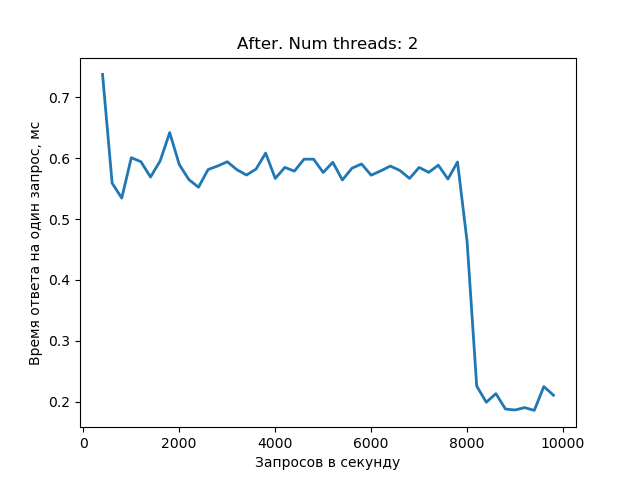 After. Num threads: 2
Время ответа на один запрос, мс
0.7
0.6
0.5
0.4
0.3
0.2
0 2000 4000 6000 8000 10000
Запросов в секунду